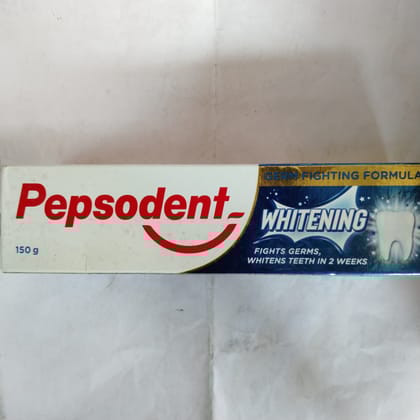 GERM FIGHTING FORMULA
Pepsodent
WHITENING
150 g
FIGHTS GERMS,
WHITENS TEETH IN 2 WEEKS